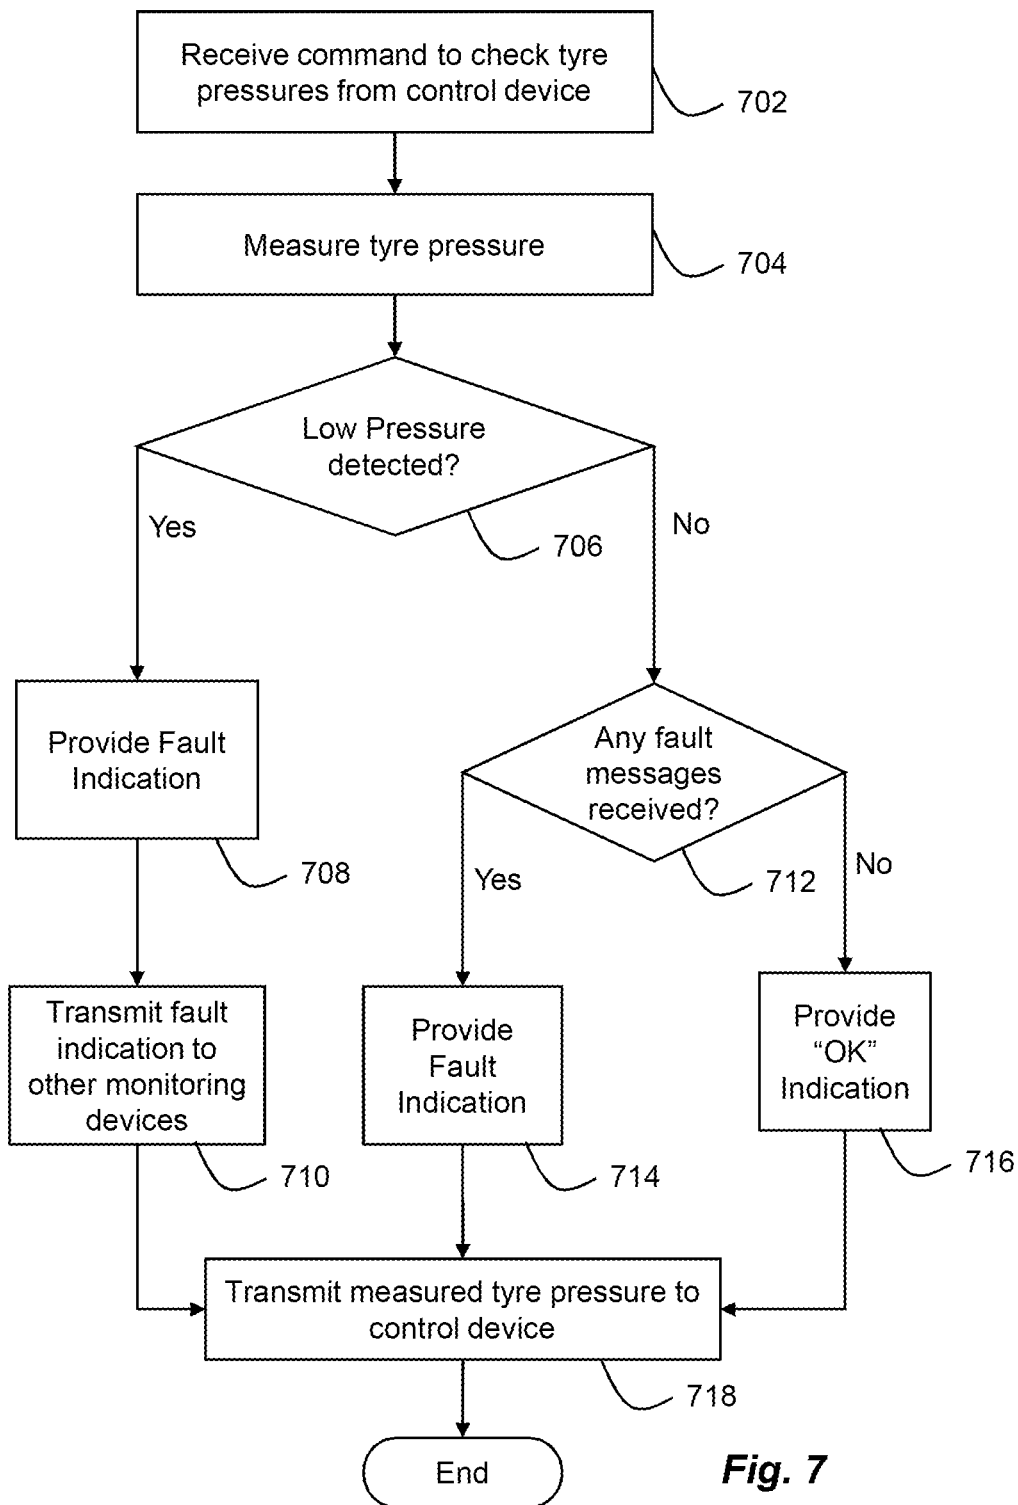 Receive command to check tyre
pressures from control device
702
Measure tyre pressure
704
Low Pressure
detected?
706
Yes
No
Provide Fault
Indication
708
Any fault
messages
received?
712
Yes
No
Transmit fault
indication to
other monitoring
devices
710
Provide
Fault
Indication
714
Provide
“OK”
Indication
716
Transmit measured tyre pressure to
control device
718
End
Fig. 7